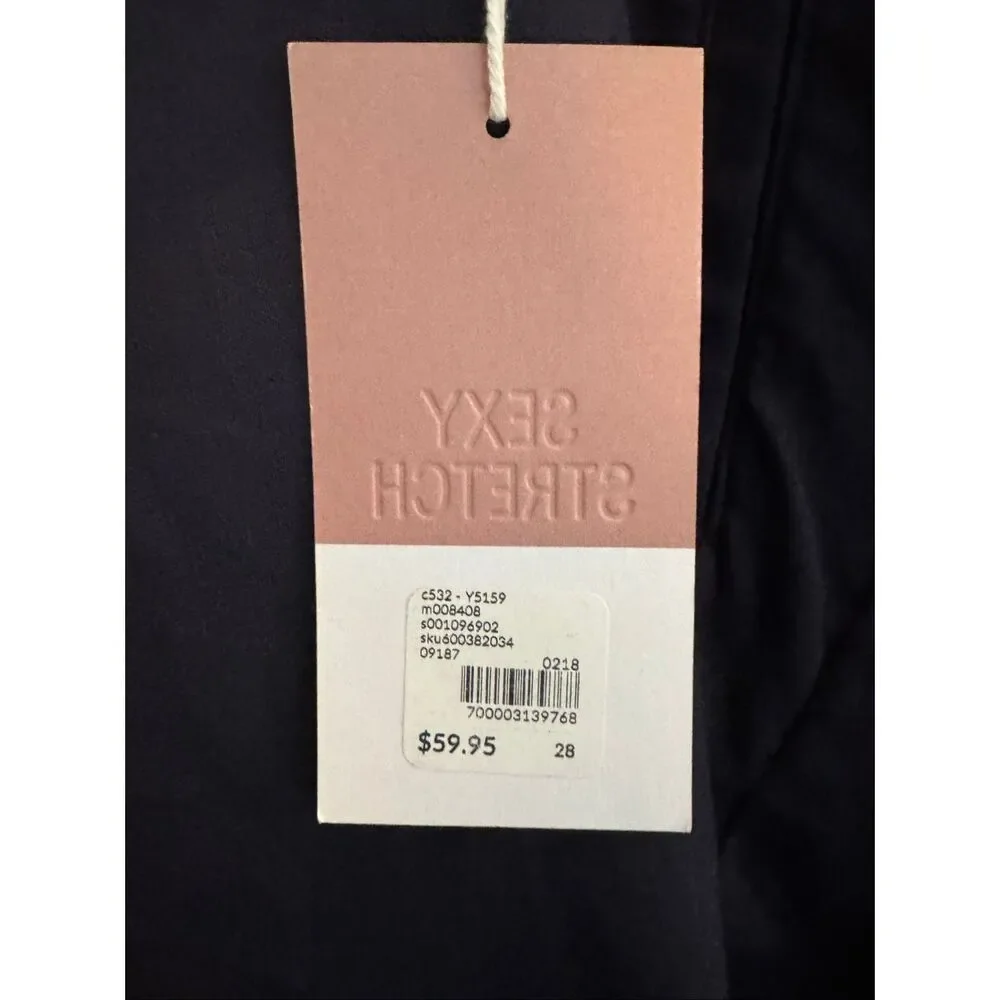 SEXY
STRETCH
c532 - Y5159
m008408
s001096902
sku600382034
09187 0218
700003139768
$59.95 28